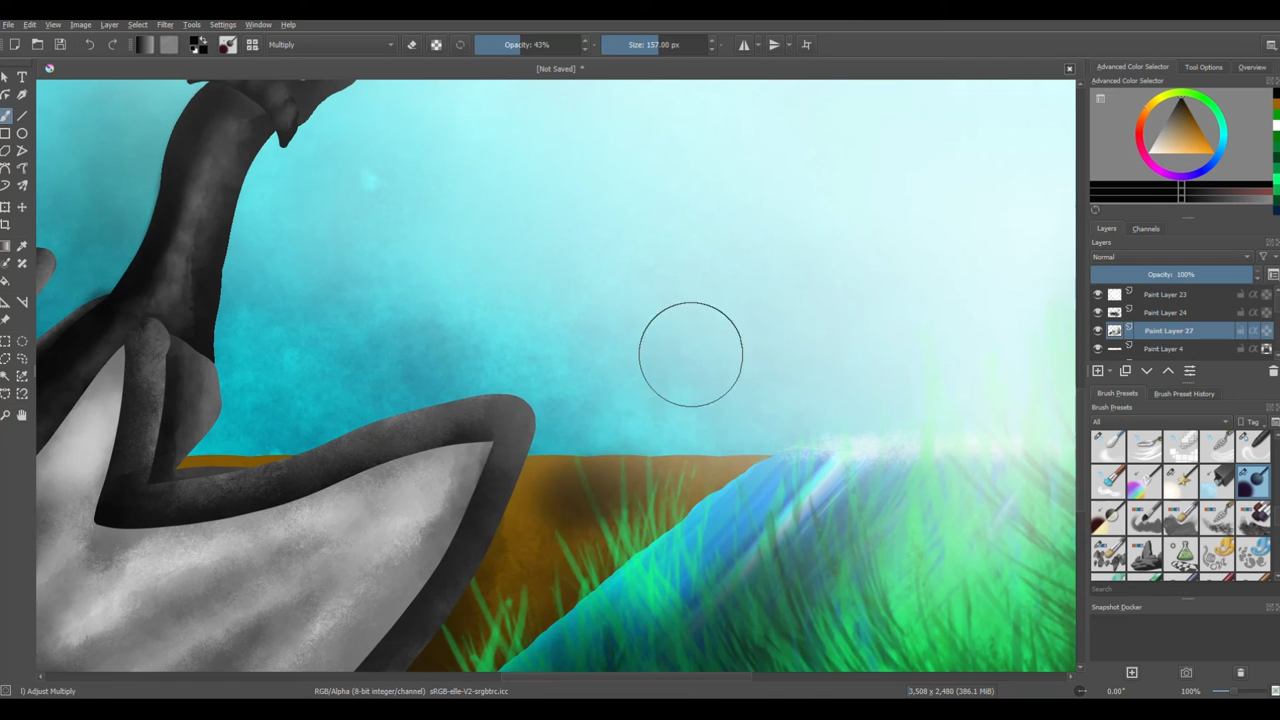 File Edit View Image Layer Select Filter Tools Settings Window Help
Multiply Opacity: 43% Size: 157.00 px
[Not Saved] *
Advanced Color Selector Tool Options Overview
Advanced Color Selector
Layers Channels
Layers
Normal
Opacity: 100%
Paint Layer 23
Paint Layer 24
Paint Layer 27
Paint Layer 4
Brush Presets Brush Preset History
Brush Presets
All Tag
Search
Snapshot Docker
l) Adjust Multiply RGB/Alpha (8-bit integer/channel) sRGB-elle-V2-srgbtrc.icc 3,508 x 2,480 (386.1 MiB) 0.00° 100%